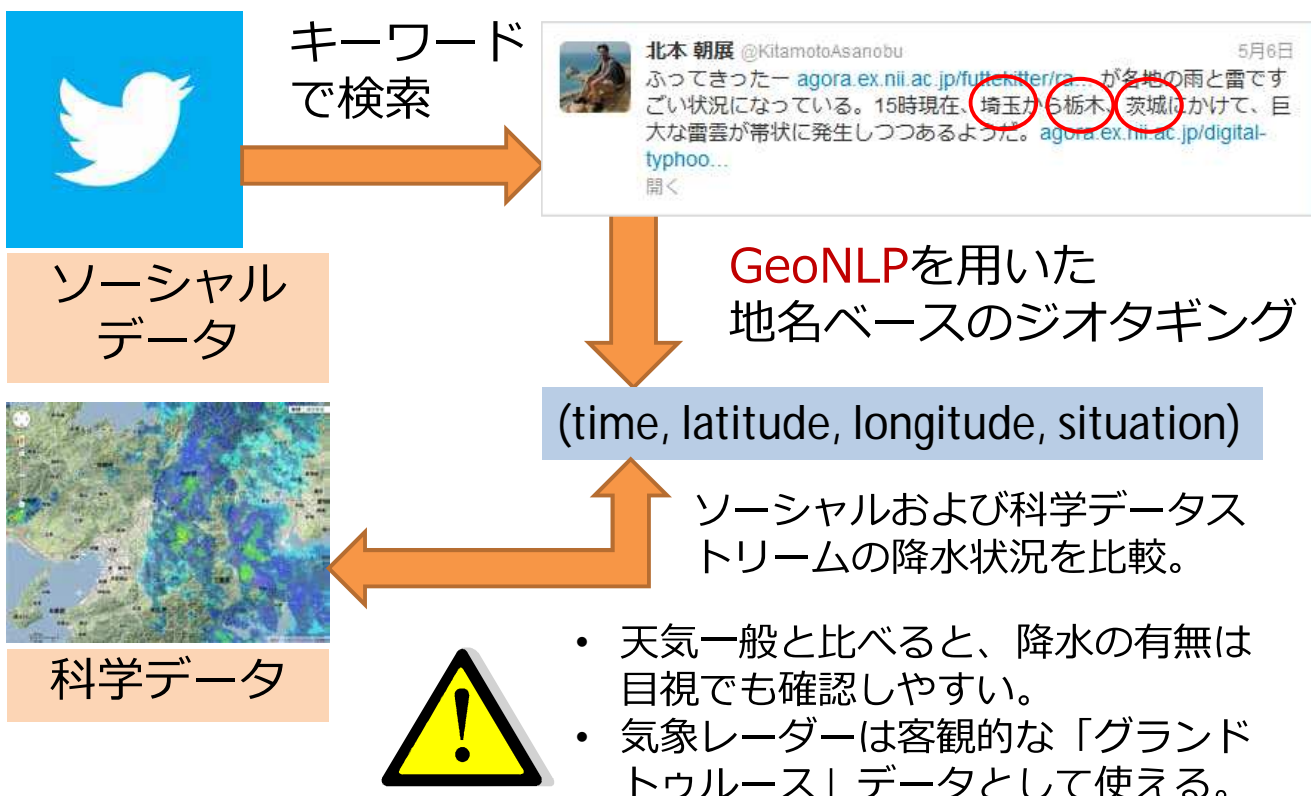 キーワード
で検索
北本 朝展 @KitamotoAsanobu 5月6日
ふってきったー agora.ex.nii.ac.jp/futtekitter/ra... が各地の雨と雷です
ごい状況になっている。15時現在、埼玉から栃木、茨城にかけて、巨
大な雷雲が帯状に発生しつつあるようだ。agora.ex.nii.ac.jp/digital-
typhoo...
開く
ソーシャル
データ
GeoNLPを用いた
地名ベースのジオタギング
(time, latitude, longitude, situation)
ソーシャルおよび科学データス
トリームの降水状況を比較。
科学データ
• 天気一般と比べると、降水の有無は
目視でも確認しやすい。
• 気象レーダーは客観的な「グランド
トゥルース」データとして使える。